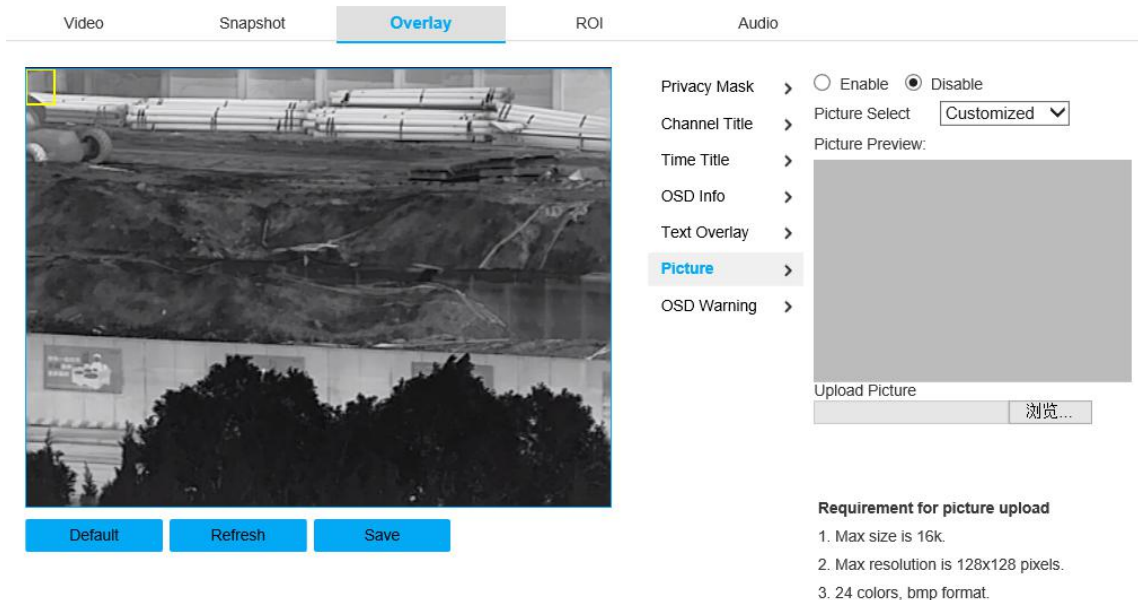 Video
Snapshot
Overlay
ROI
Audio
Privacy Mask
Channel Title
Time Title
OSD Info
Text Overlay
Picture
OSD Warning
Enable
Disable
Picture Select
Customized
Picture Preview:
Upload Picture
浏览...
Default
Refresh
Save
Requirement for picture upload
1. Max size is 16k.
2. Max resolution is 128x128 pixels.
3. 24 colors, bmp format.